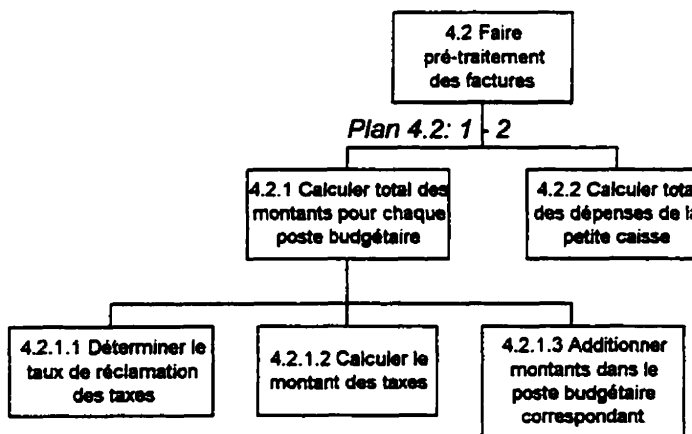 4.2 Faire
pré-traitement
des factures
Plan 4.2: 1 - 2
4.2.1 Calculer total des
montants pour chaque
poste budgétaire
4.2.2 Calculer total
des dépenses de la
petite caisse
4.2.1.1 Déterminer le
taux de réclamation
des taxes
4.2.1.2 Calculer le
montant des taxes
4.2.1.3 Additionner
montants dans le
poste budgétaire
correspondant